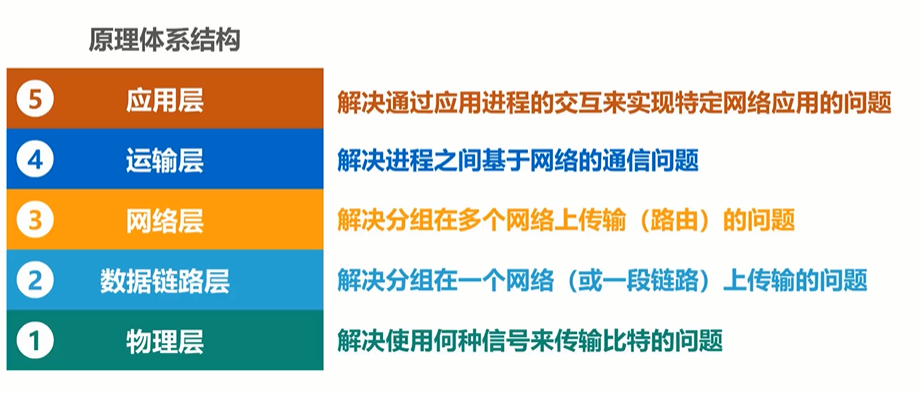 原理体系结构
5 应用层 解决通过应用进程的交互来实现特定网络应用的问题
4 运输层 解决进程之间基于网络的通信问题
3 网络层 解决分组在多个网络上传输（路由）的问题
2 数据链路层 解决分组在一个网络（或一段链路）上传输的问题
1 物理层 解决使用何种信号来传输比特的问题